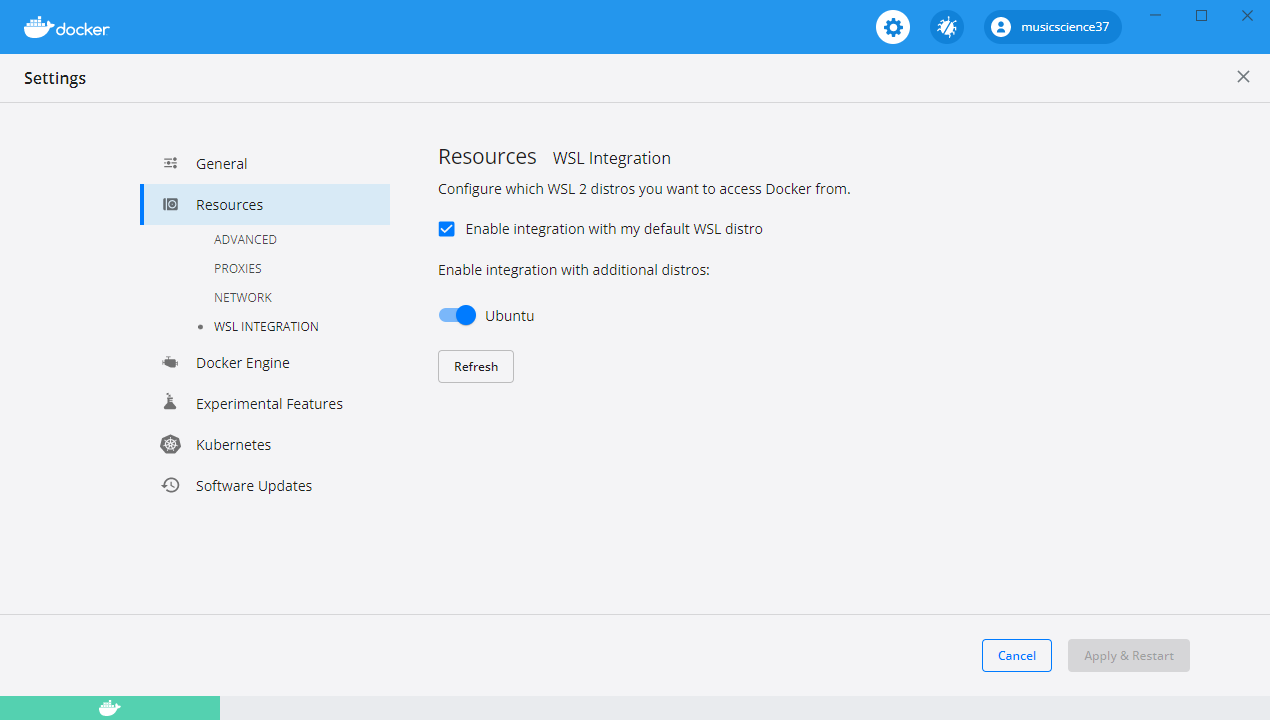 docker
musicscience37
Settings
General
Resources
ADVANCED
PROXIES
NETWORK
WSL INTEGRATION
Docker Engine
Experimental Features
Kubernetes
Software Updates
Resources WSL Integration
Configure which WSL 2 distros you want to access Docker from.
Enable integration with my default WSL distro
Enable integration with additional distros:
Ubuntu
Refresh
Cancel
Apply & Restart